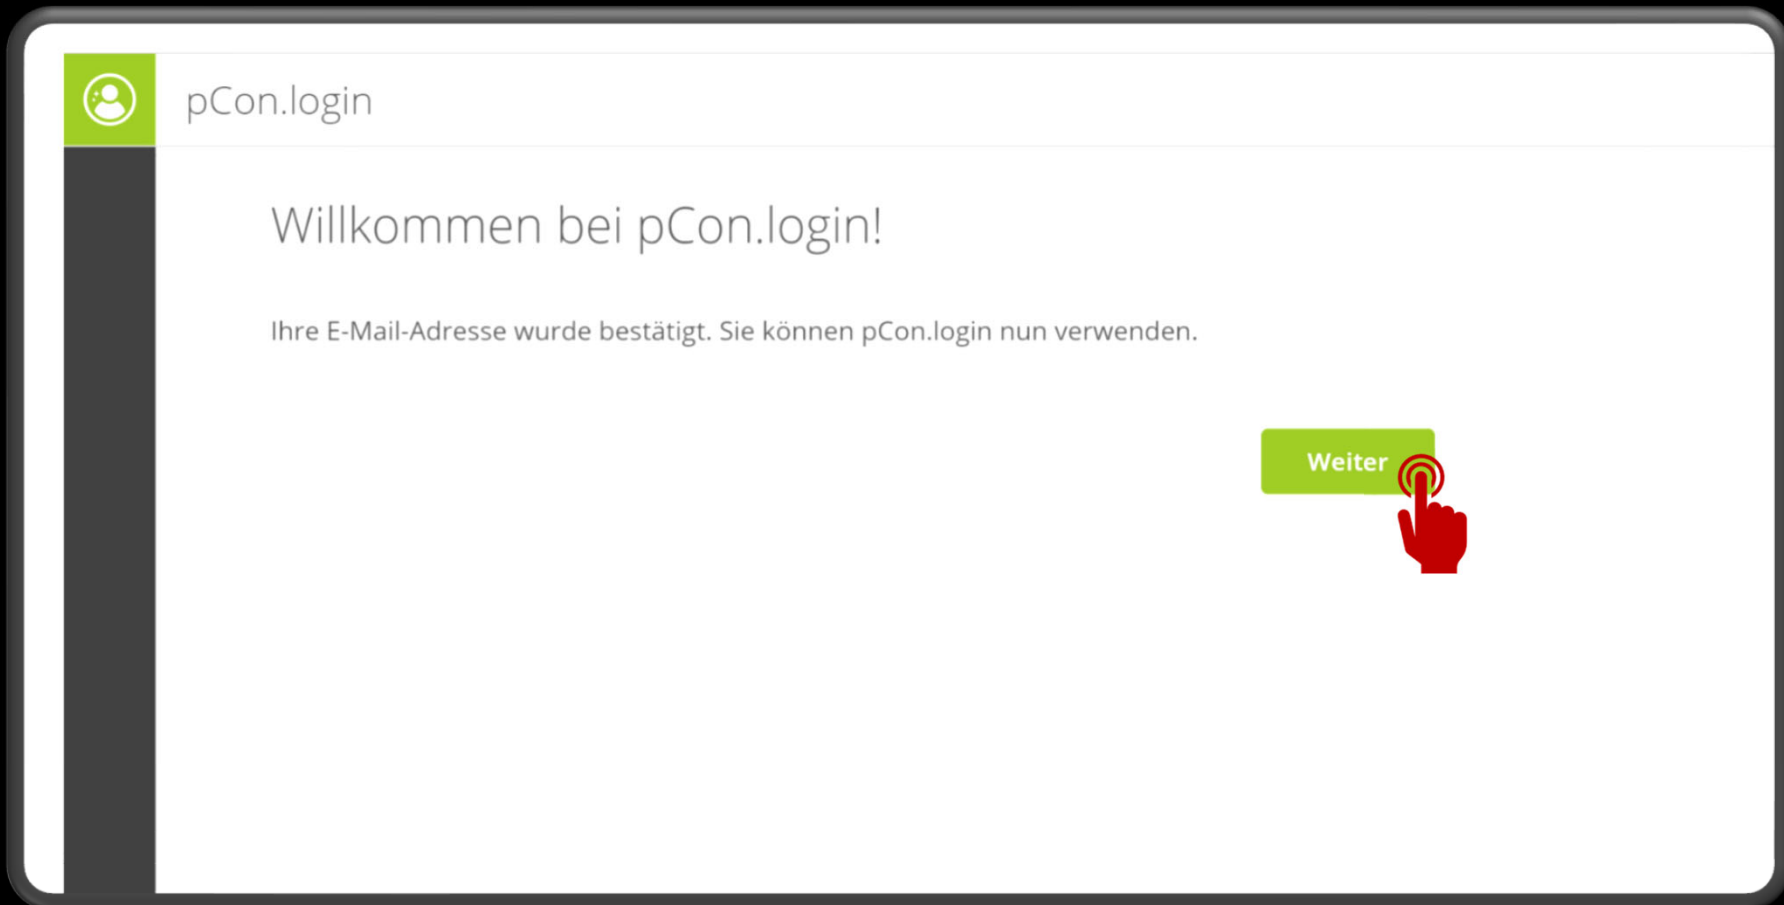 pCon.login
Willkommen bei pCon.login!
Ihre E-Mail-Adresse wurde bestätigt. Sie können pCon.login nun verwenden.
Weiter